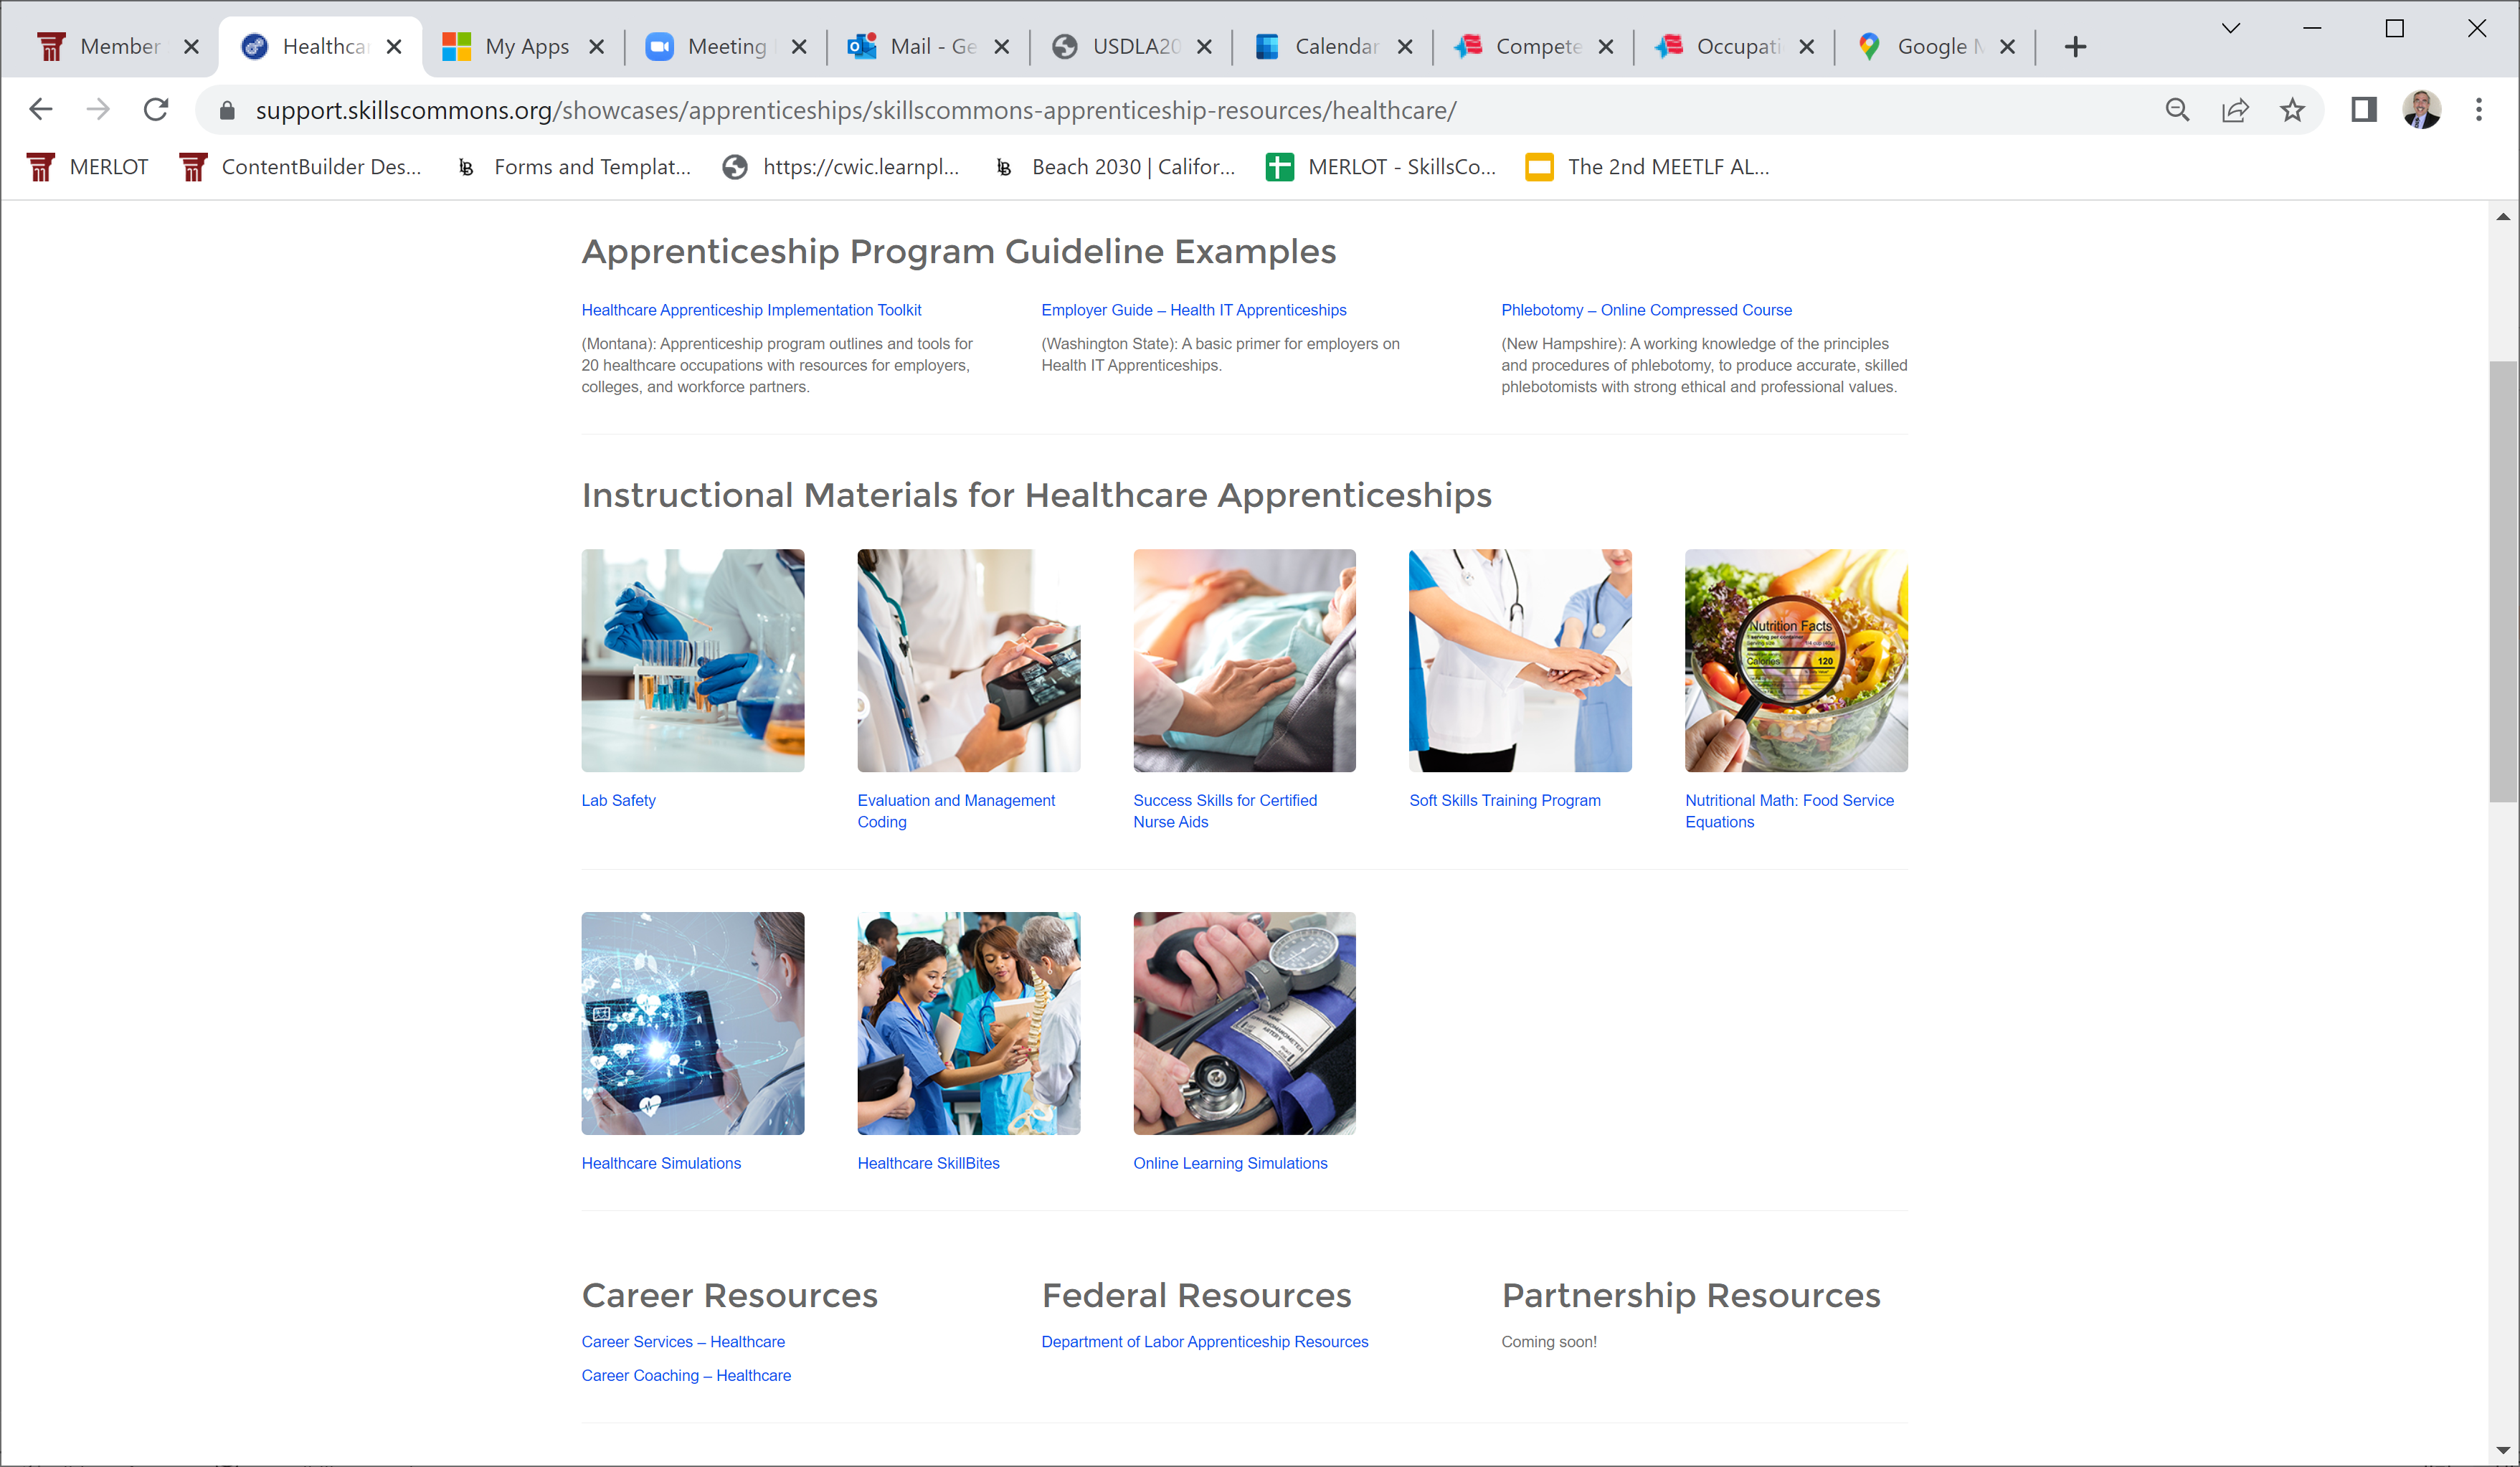 Member
Healthca
My Apps
Meeting
Mail - Ge
USDLA20
Calendar
Compete
Occupati
Google M
support.skillscommons.org/showcases/apprenticeships/skillscommons-apprenticeship-resources/healthcare/
MERLOT
ContentBuilder Des...
Forms and Templat...
https://cwic.learnpl...
Beach 2030 | Califor...
MERLOT - SkillsCo...
The 2nd MEETLF AL...
Apprenticeship Program Guideline Examples
Healthcare Apprenticeship Implementation Toolkit
(Montana): Apprenticeship program outlines and tools for
20 healthcare occupations with resources for employers,
colleges, and workforce partners.
Employer Guide – Health IT Apprenticeships
(Washington State): A basic primer for employers on
Health IT Apprenticeships.
Phlebotomy – Online Compressed Course
(New Hampshire): A working knowledge of the principles
and procedures of phlebotomy, to produce accurate, skilled
phlebotomists with strong ethical and professional values.
Instructional Materials for Healthcare Apprenticeships
Nutrition Facts
Calories 120
Lab Safety
Evaluation and Management
Coding
Success Skills for Certified
Nurse Aids
Soft Skills Training Program
Nutritional Math: Food Service
Equations
ARTERY
Healthcare Simulations
Healthcare SkillBites
Online Learning Simulations
Career Resources
Career Services – Healthcare
Career Coaching – Healthcare
Federal Resources
Department of Labor Apprenticeship Resources
Partnership Resources
Coming soon!